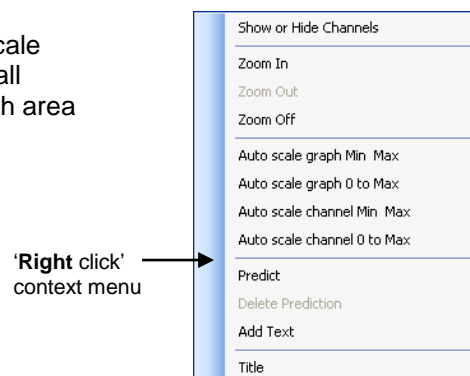 cale
all
h area
'Right click'
context menu
Show or Hide Channels
Zoom In
Zoom Out
Zoom Off
Auto scale graph Min Max
Auto scale graph 0 to Max
Auto scale channel Min Max
Auto scale channel 0 to Max
Predict
Delete Prediction
Add Text
Title